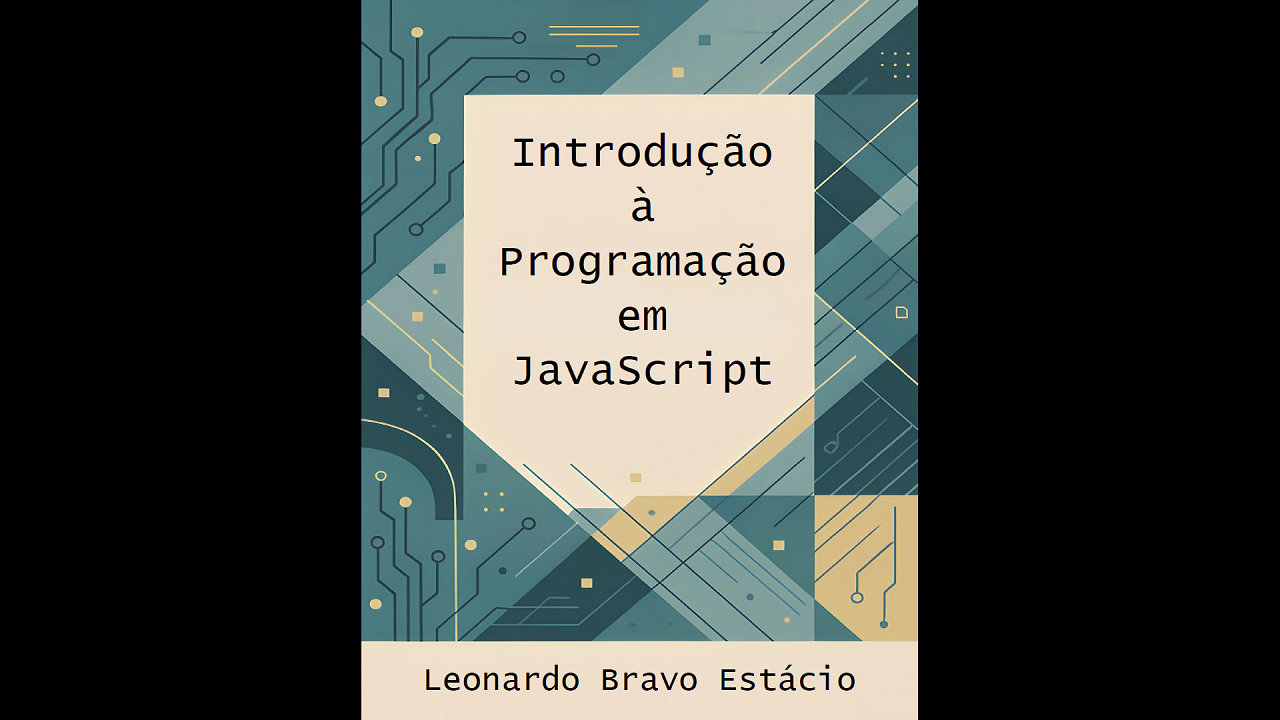 Introdução
à
Programação
em
JavaScript
Leonardo Bravo Estácio